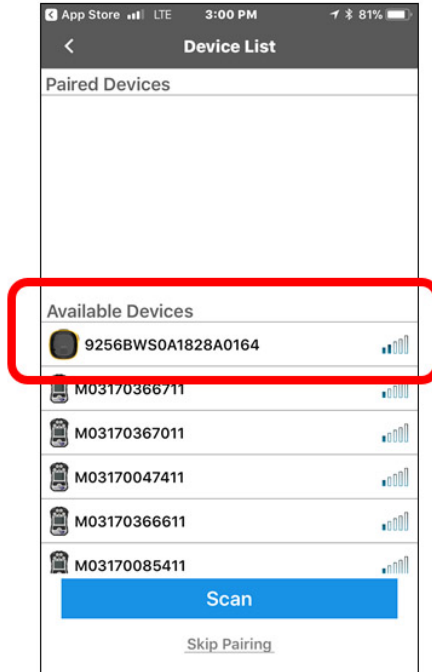 App Store LTE 3:00 PM 81%
Device List
Paired Devices
Available Devices
9256BWS0A1828A0164
M03170366711
M03170367011
M03170047411
M03170366611
M03170085411
Scan
Skip Pairing